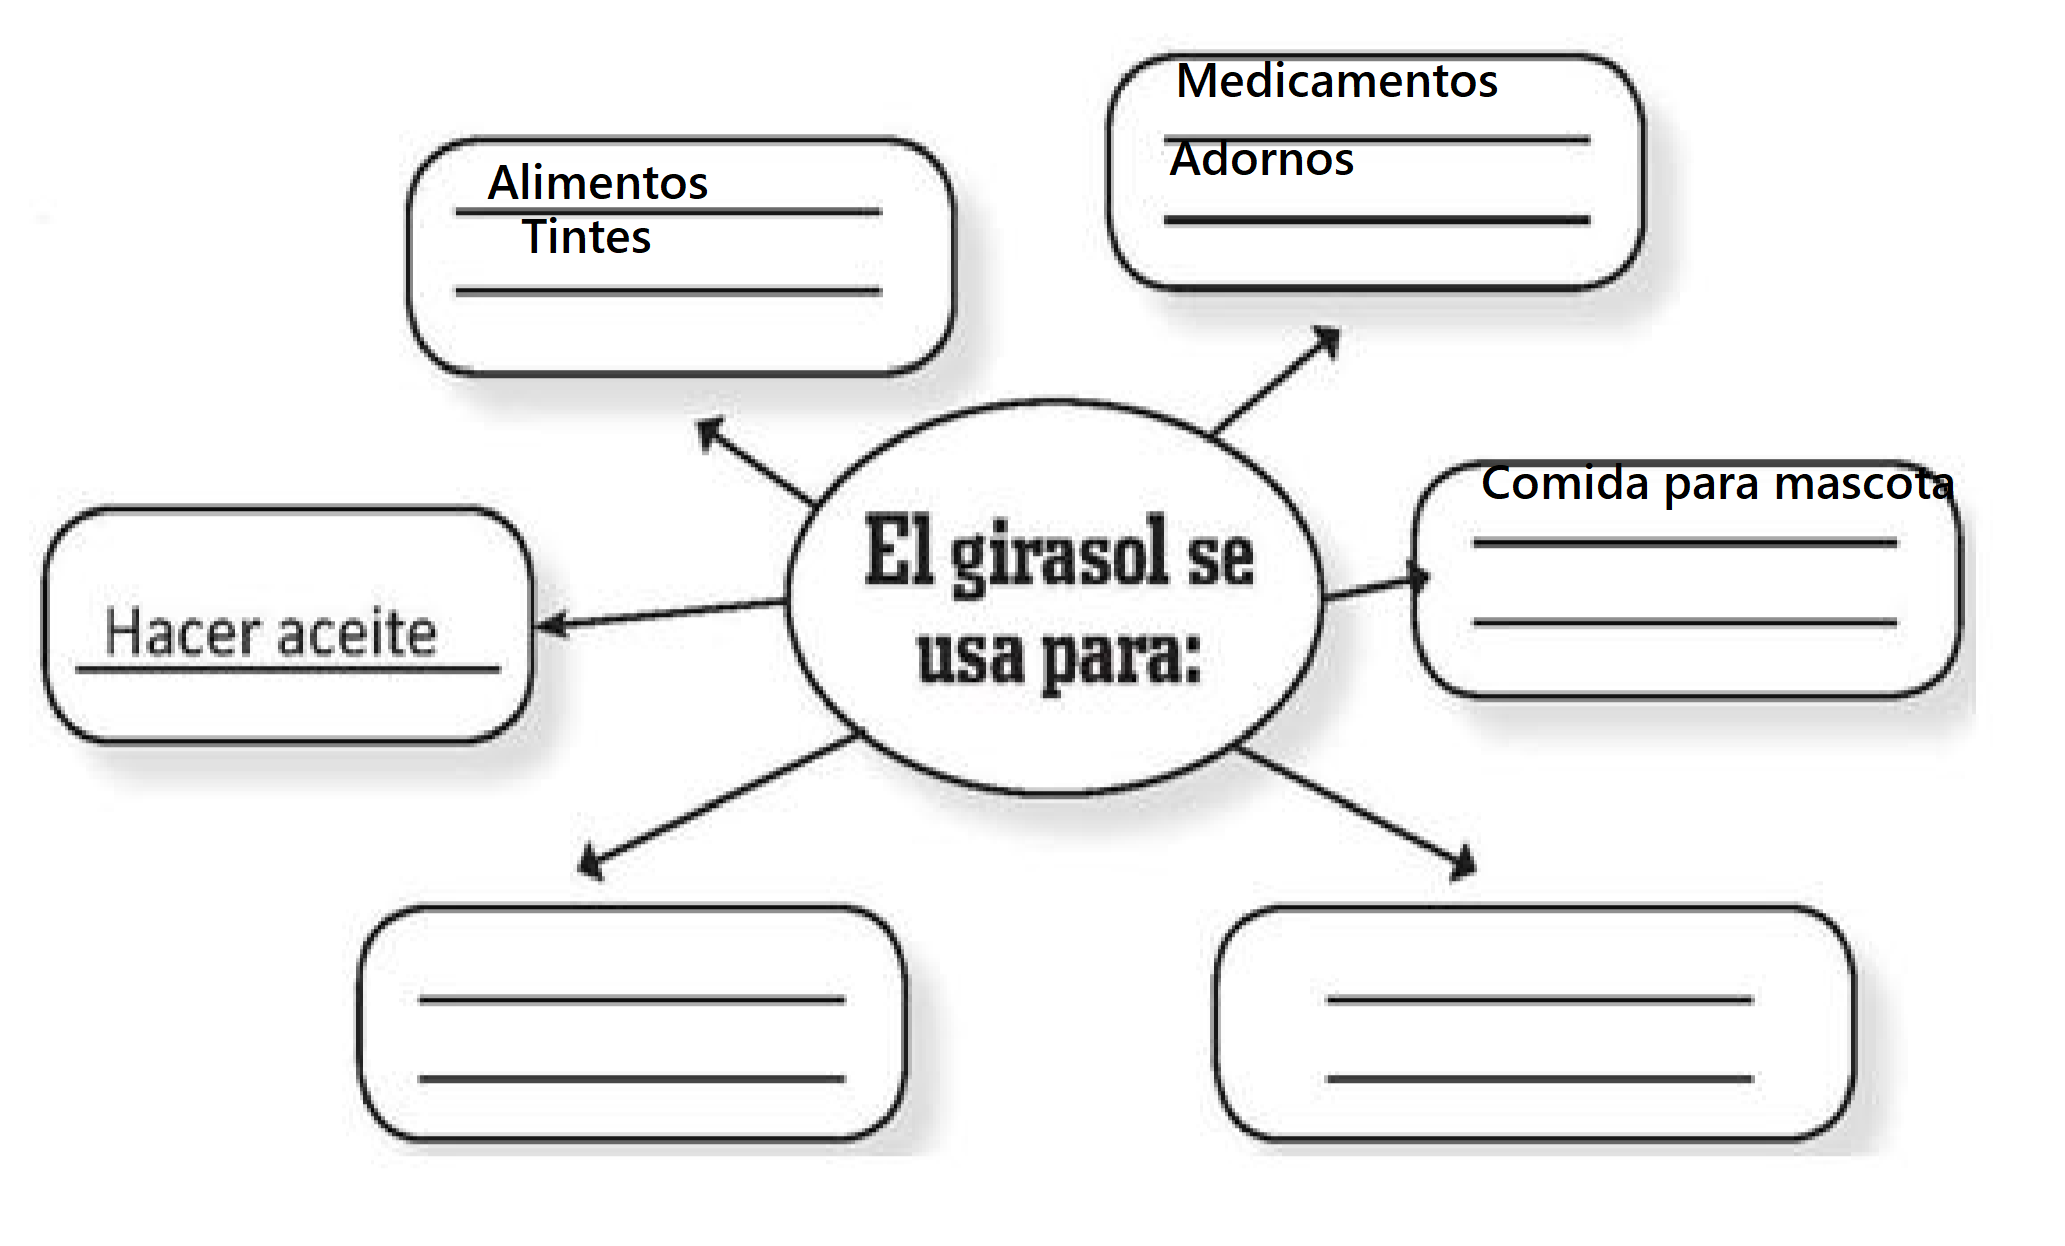 Medicamentos
Adornos
Alimentos
Tintes
Comida para mascota
El girasol se
usa para:
Hacer aceite